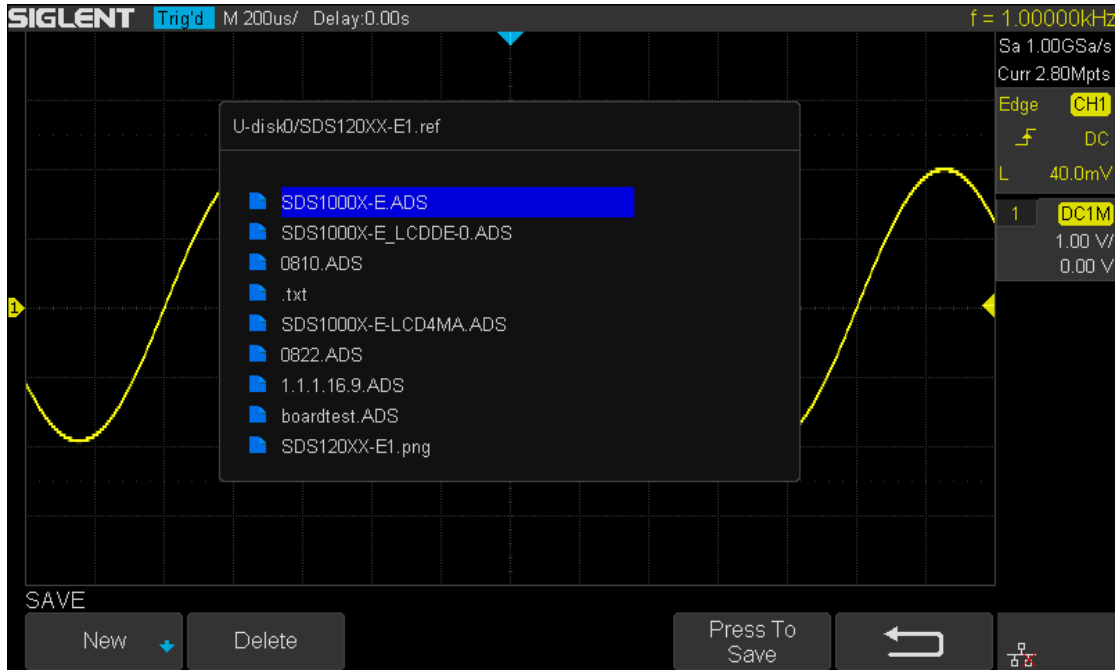 SIGLENT Trig'd M 200us/ Delay:0.00s f = 1.00000kHz
Sa 1.00GSa/s
Curr 2.80Mpts
Edge CH1
DC
L 40.0mV
1 DC1M
1.00 V/
0.00 V
U-disk0/SDS120XX-E1.ref
SDS1000X-E.ADS
SDS1000X-E_LCDDE-0.ADS
0810.ADS
.txt
SDS1000X-E-LCD4MA.ADS
0822.ADS
1.1.1.16.9.ADS
boardtest.ADS
SDS120XX-E1.png
1
SAVE
New Delete Press To
Save